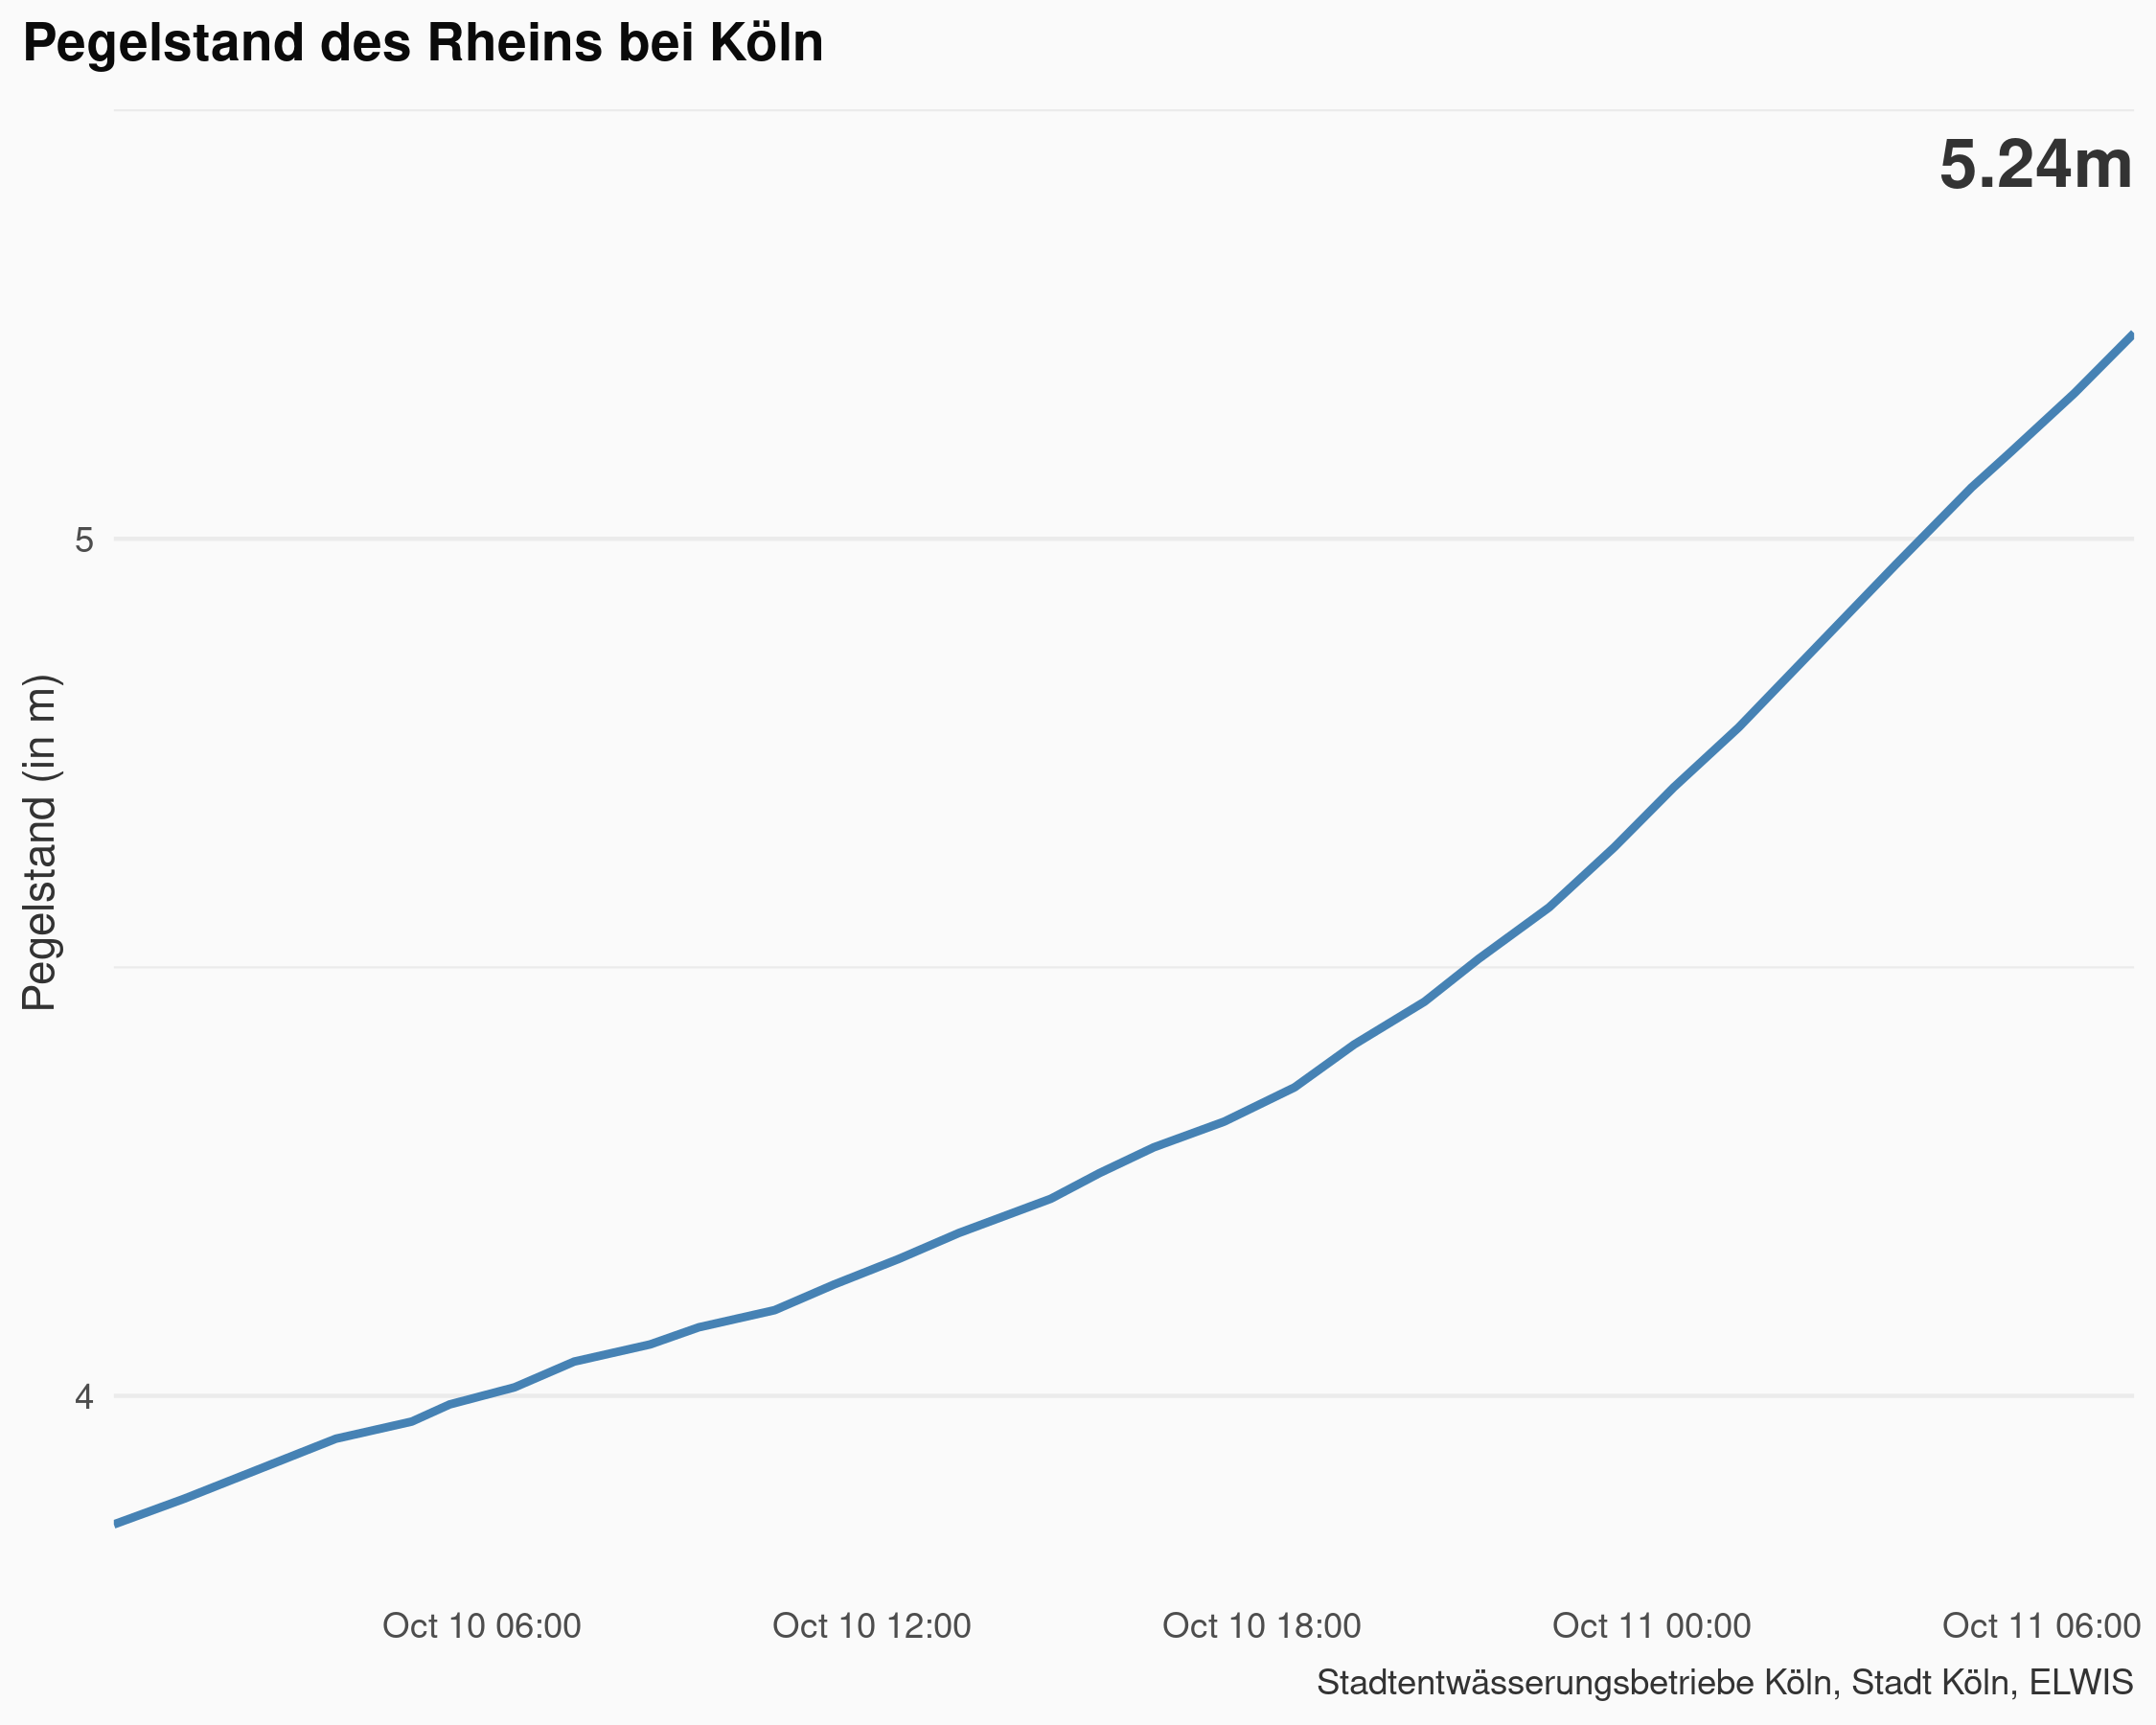 Pegelstand des Rheins bei Köln
5.24m
Pegelstand (in m)
5
4
Oct 10 06:00
Oct 10 12:00
Oct 10 18:00
Oct 11 00:00
Oct 11 06:00
Stadtentwässerungsbetriebe Köln, Stadt Köln, ELWIS